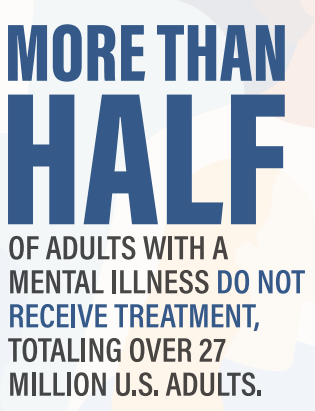 MORE THAN
HALF
OF ADULTS WITH A
MENTAL ILLNESS DO NOT
RECEIVE TREATMENT,
TOTALING OVER 27
MILLION U.S. ADULTS.